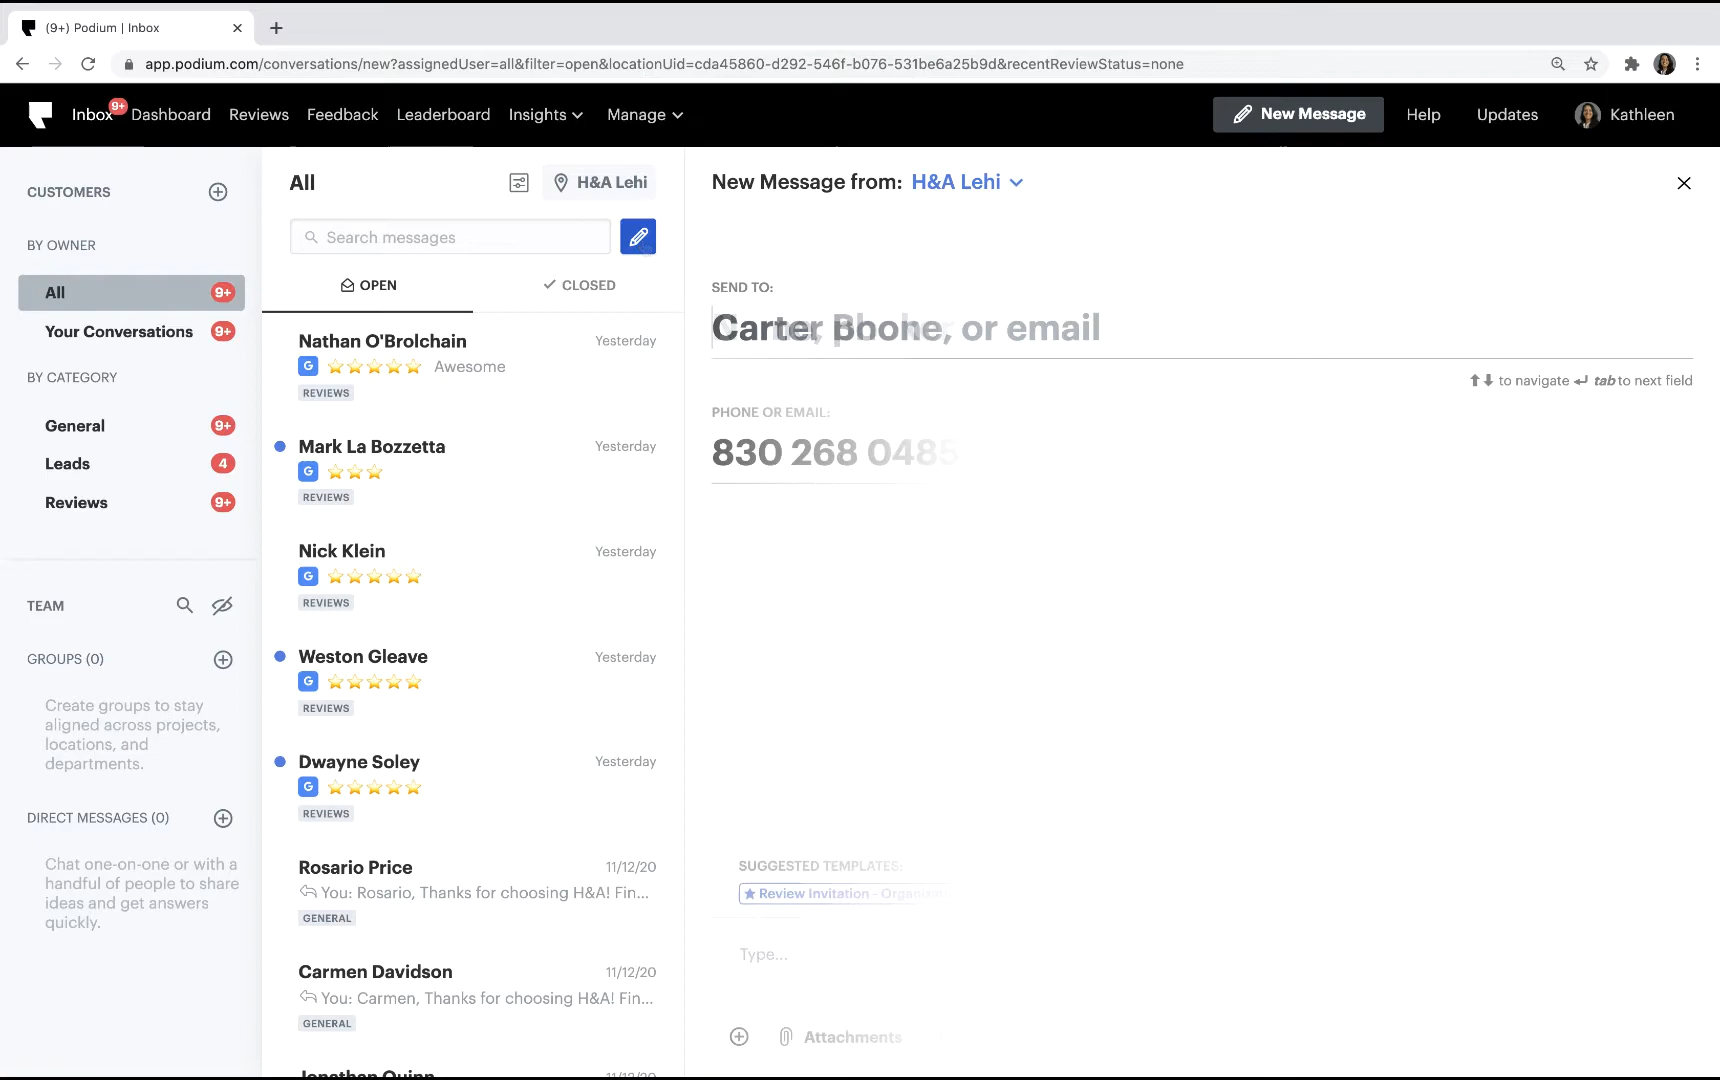 (9+) Podium | Inbox
app.podium.com/conversations/new?assignedUser=all&filter=open&locationUid=cda45860-d292-546f-b076-531be6a25b9d&recentReviewStatus=none
Inbox 9+ Dashboard Reviews Feedback Leaderboard Insights Manage New Message Help Updates Kathleen
CUSTOMERS
BY OWNER
All 9+
Your Conversations 9+
BY CATEGORY
General 9+
Leads 4
Reviews 9+
TEAM
GROUPS (0)
Create groups to stay
aligned across projects,
locations, and
departments.
DIRECT MESSAGES (0)
Chat one-on-one or with a
handful of people to share
ideas and get answers
quickly.
All H&A Lehi
Search messages
OPEN CLOSED
Nathan O'Brolchain Yesterday
G Awesome
REVIEWS
Mark La Bozzetta Yesterday
G
REVIEWS
Nick Klein Yesterday
G
REVIEWS
Weston Gleave Yesterday
G
REVIEWS
Dwayne Soley Yesterday
G
REVIEWS
Rosario Price 11/12/20
You: Rosario, Thanks for choosing H&A! Fin...
GENERAL
Carmen Davidson 11/12/20
You: Carmen, Thanks for choosing H&A! Fin...
GENERAL
Jonathan Quinn 11/12/20
New Message from: H&A Lehi
SEND TO:
Carter or email
to navigate tab to next field
PHONE OR EMAIL:
830 268 0485
SUGGESTED TEMPLATES:
Review Invitation -
Type...
Attachments